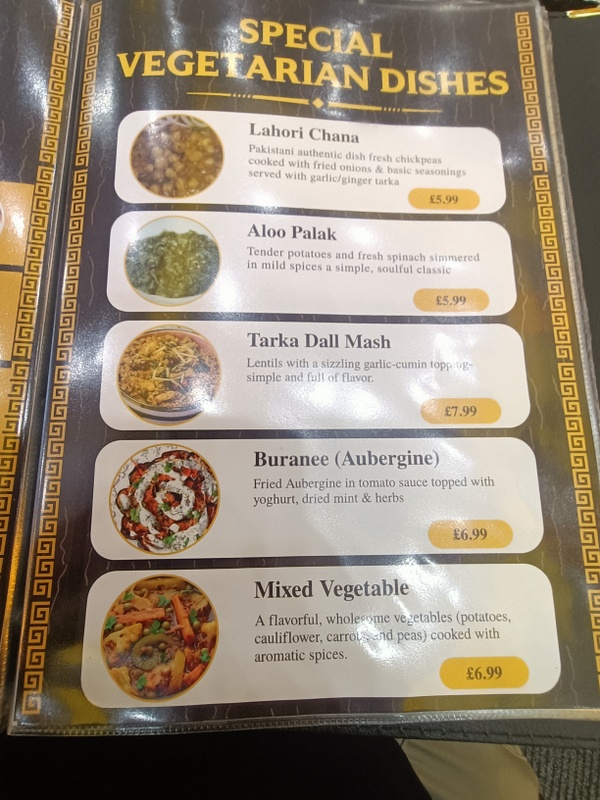 SPECIAL
VEGETARIAN DISHES
Lahori Chana
Pakistani authentic dish fresh chickpeas
cooked with fried onions & basic seasonings
served with garlic/ginger tarka
£5.99
Aloo Palak
Tender potatoes and fresh spinach simmered
in mild spices a simple, soulful classic
£5.99
Tarka Dall Mash
Lentils with a sizzling garlic-cumin topping-
simple and full of flavor.
£7.99
Buranee (Aubergine)
Fried Aubergine in tomato sauce topped with
yoghurt, dried mint & herbs
£6.99
Mixed Vegetable
A flavorful, wholesome vegetables (potatoes,
cauliflower, carrots, and peas) cooked with
aromatic spices.
£6.99